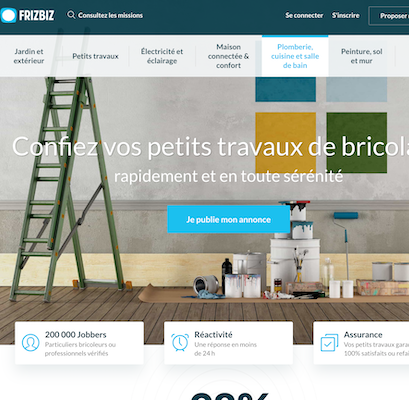 FRIZBIZ
Consultez les missions
Se connecter
S'inscrire
Proposer
Jardin et
extérieur
Petits travaux
Électricité et
éclairage
Maison
connectée &
confort
Plomberie,
cuisine et salle
de bain
Peinture, sol
et mur
Confiez vos petits travaux de bricola
rapidement et en toute sérénité
Je publie mon annonce
200 000 Jobbers
Particuliers bricoleurs ou
professionnels vérifiés
Réactivité
Une réponse en moins
de 24 h
Assurance
Vos petits travaux gara
100% satisfaits ou refai